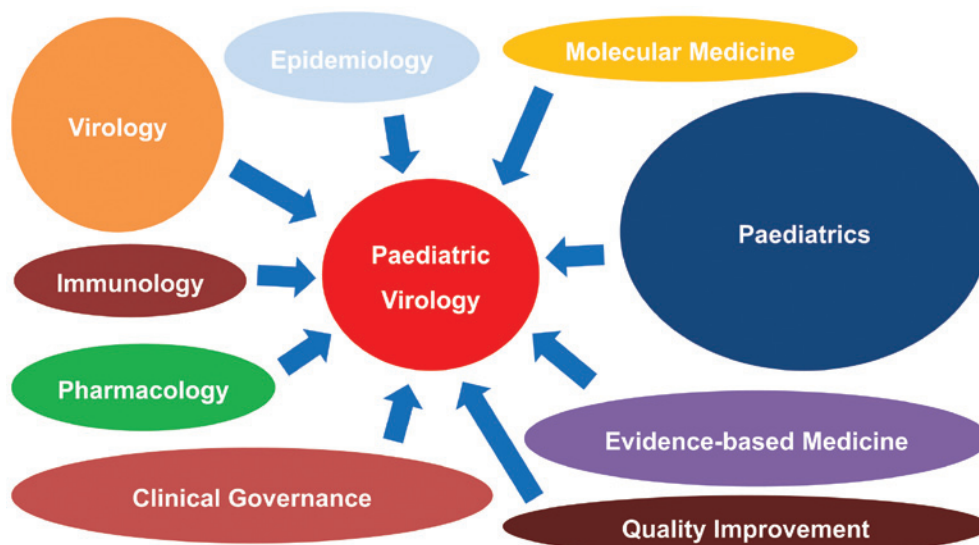 Epidemiology
Molecular Medicine
Virology
Paediatrics
Paediatric
Virology
Immunology
Pharmacology
Evidence-based Medicine
Clinical Governance
Quality Improvement